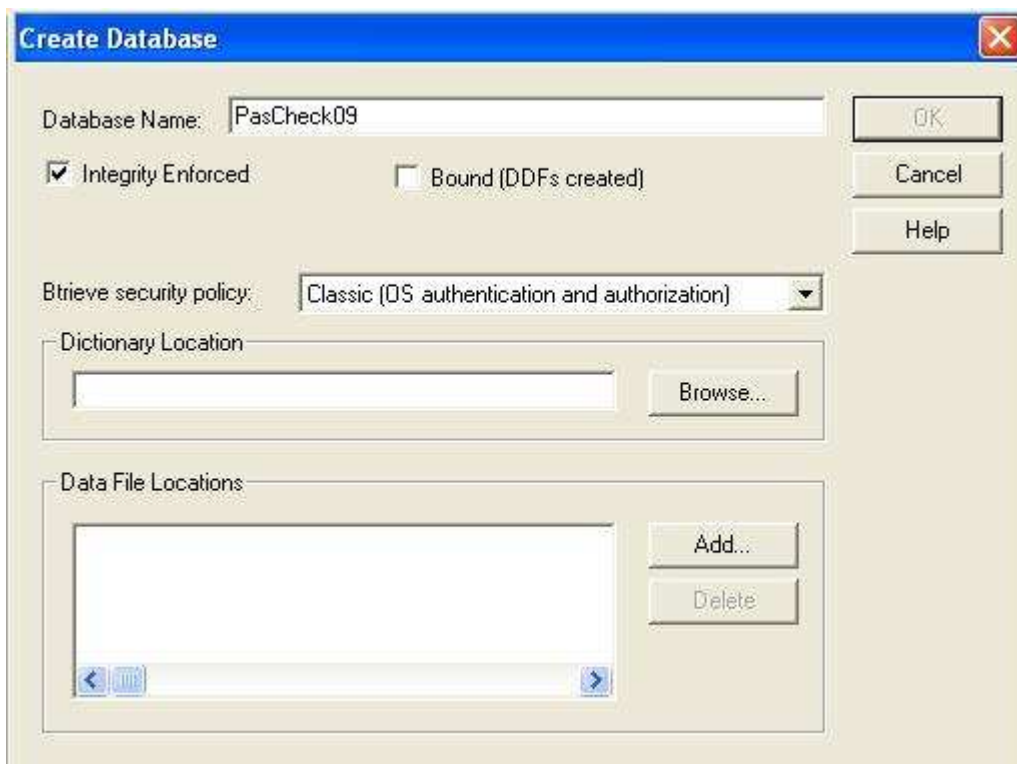 Create Database
Database Name: PasCheck09
OK
Integrity Enforced
Bound (DDFs created)
Cancel
Help
Btrieve security policy: Classic (OS authentication and authorization)
Dictionary Location
Browse...
Data File Locations
Add...
Delete